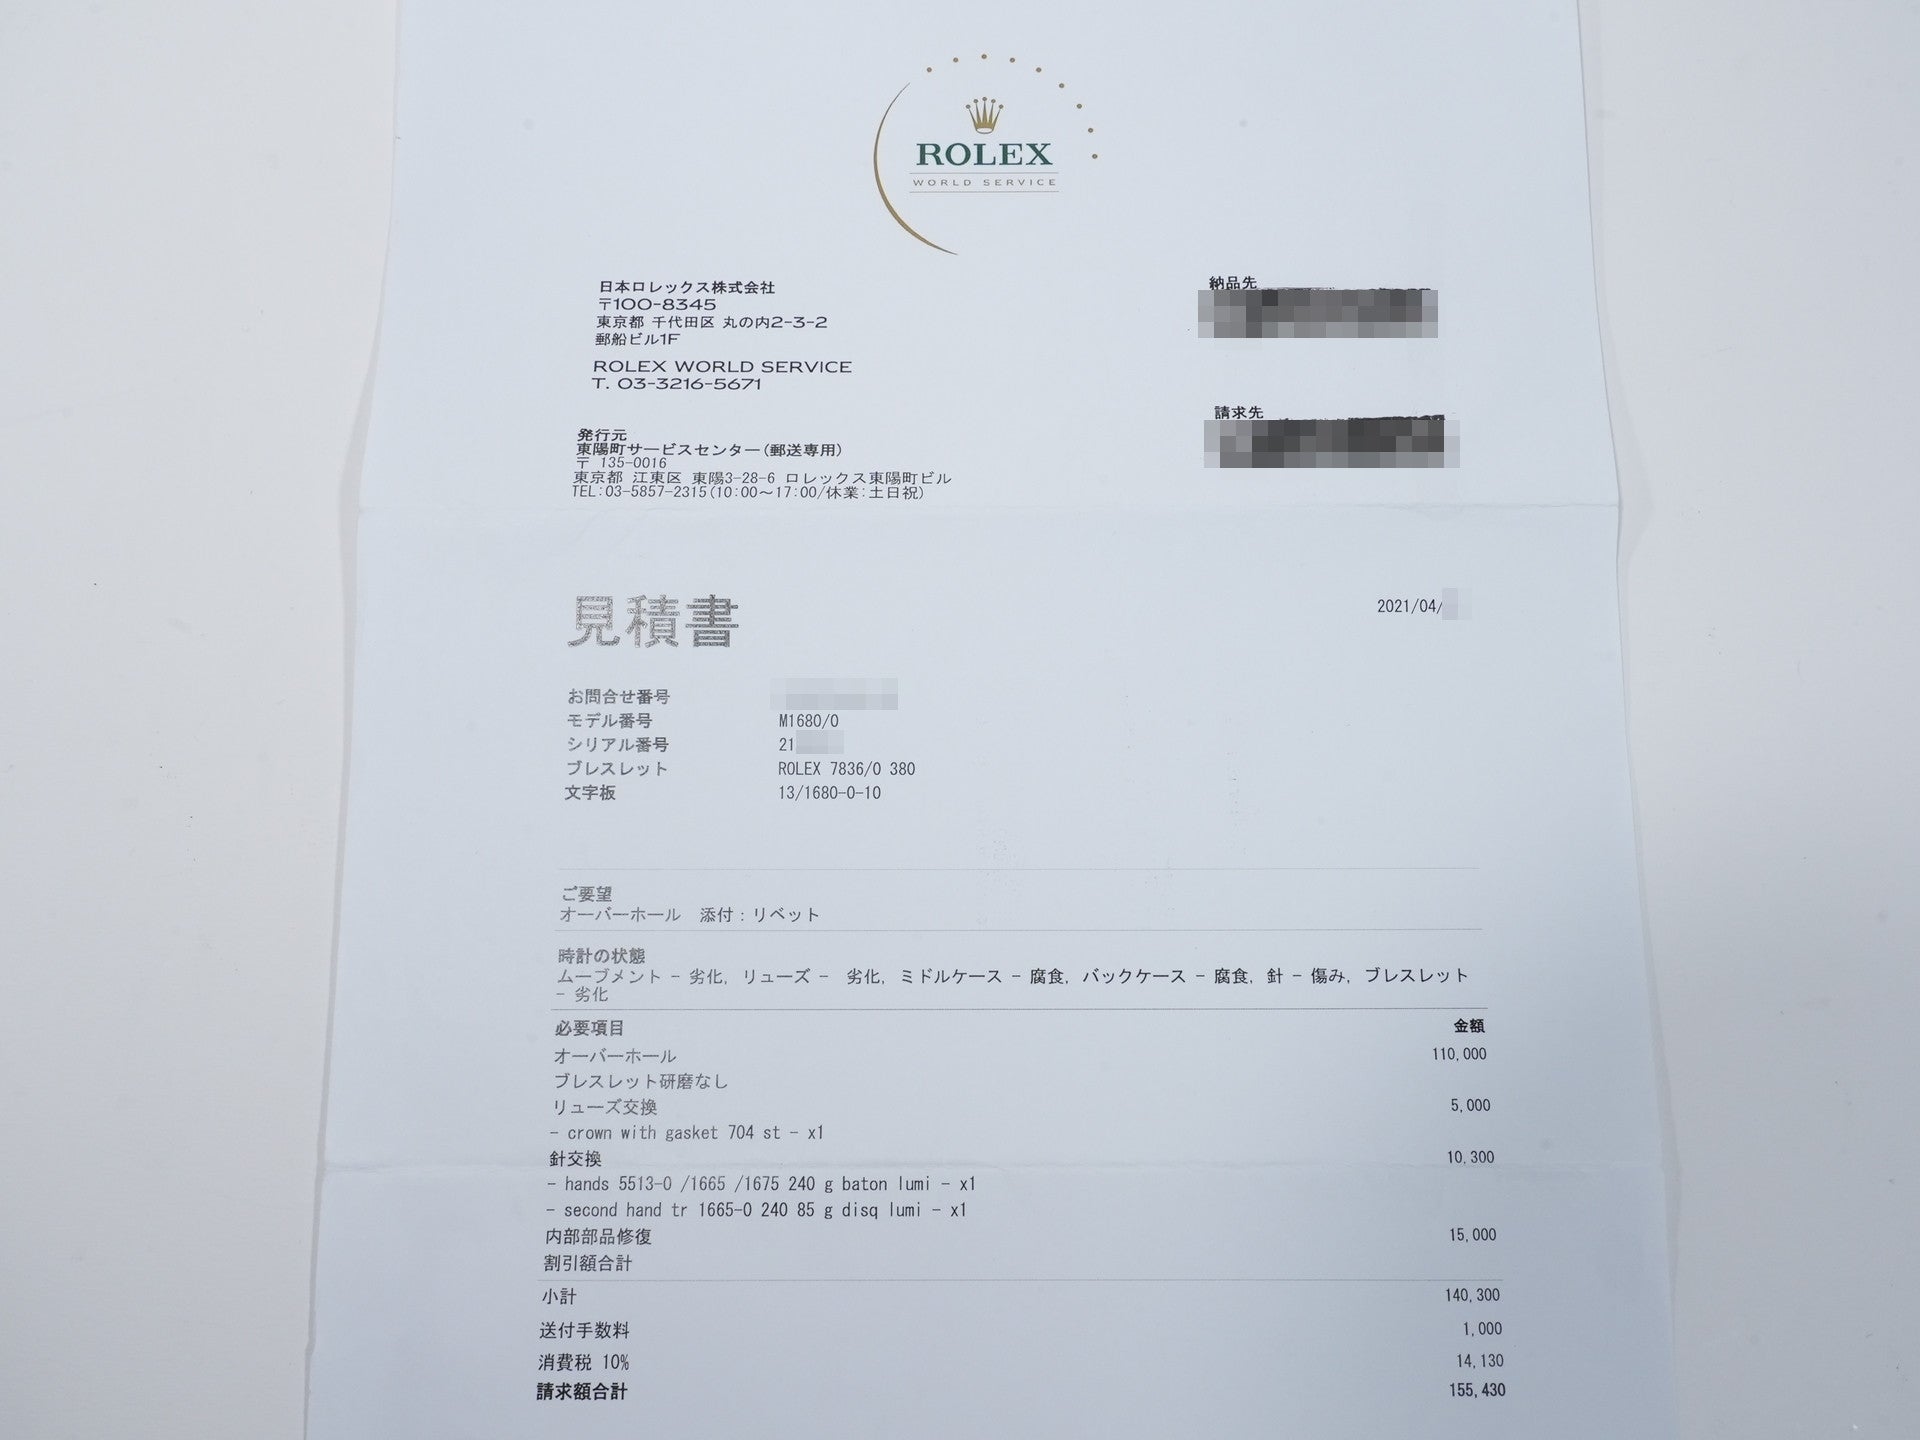 ROLEX
WORLD SERVICE
日本ロレックス株式会社
〒100-8345
東京都 千代田区 丸の内2-3-2
郵船ビル1F
ROLEX WORLD SERVICE
T. 03-3216-5671
納品先
請求先
発行元
東陽町サービスセンター(郵送専用)
〒 135-0016
東京都 江東区 東陽3-28-6 ロレックス東陽町ビル
TEL:03-5857-2315(10:00～17:00/休業:土日祝)
見積書
2021/04/
お問合せ番号
モデル番号 M1680/0
シリアル番号 21
ブレスレット ROLEX 7836/0 380
文字板 13/1680-0-10
ご要望
オーバーホール 添付：リベット
時計の状態
ムーブメント - 劣化, リューズ - 劣化, ミドルケース - 腐食, バックケース - 腐食, 針 - 傷み, ブレスレット
- 劣化
必要項目 金額
オーバーホール 110,000
ブレスレット研磨なし
リューズ交換 5,000
- crown with gasket 704 st - x1
針交換 10,300
- hands 5513-0 /1665 /1675 240 g baton lumi - x1
- second hand tr 1665-0 240 85 g disq lumi - x1
内部部品修復 15,000
割引額合計
小計 140,300
送付手数料 1,000
消費税 10% 14,130
請求額合計 155,430